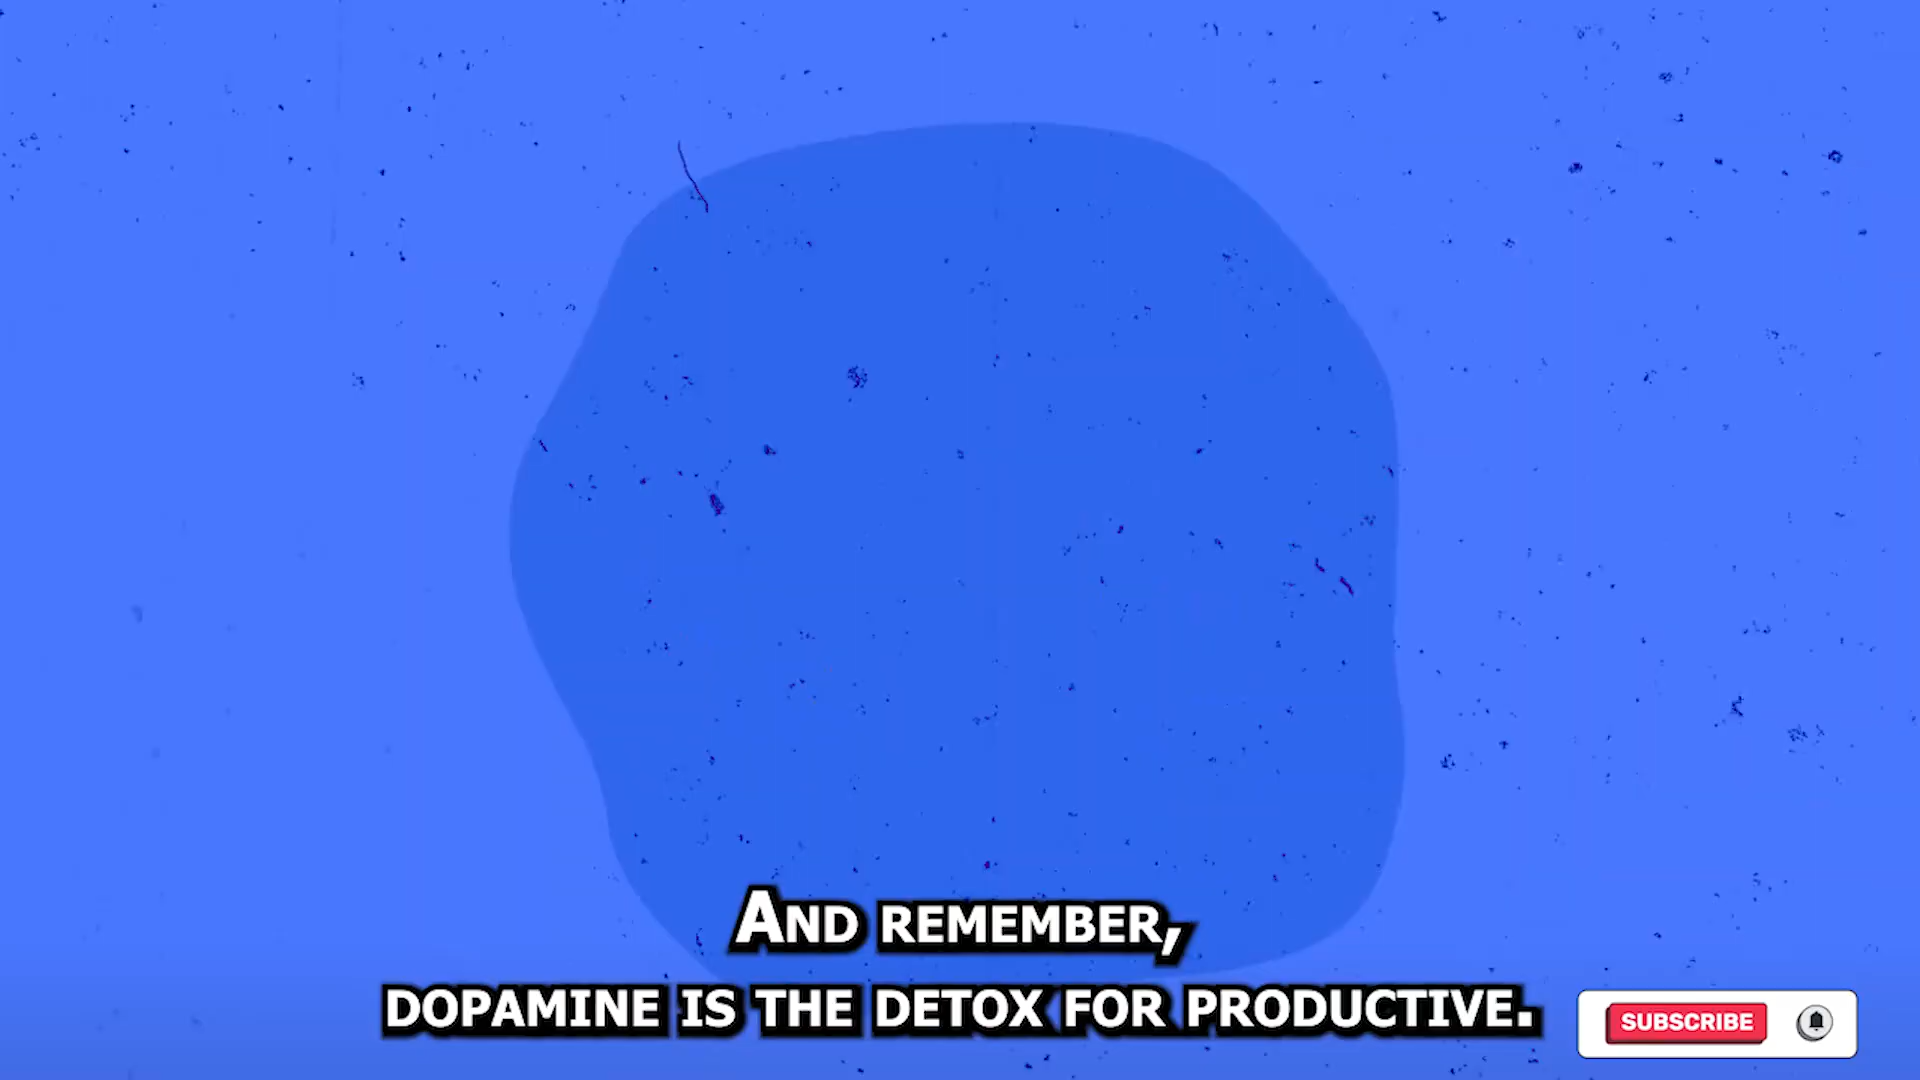 And remember,
dopamine is the detox for productive.
SUBSCRIBE